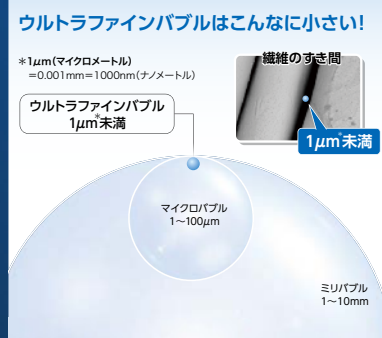 ウルトラファインバブルはこんなに小さい!
*1μm(マイクロメートル)
=0.001mm=1000nm(ナノメートル)
繊維のすき間
ウルトラファインバブル
1μm*未満
1μm*未満
マイクロバブル
1〜100μm
ミリバブル
1〜10mm